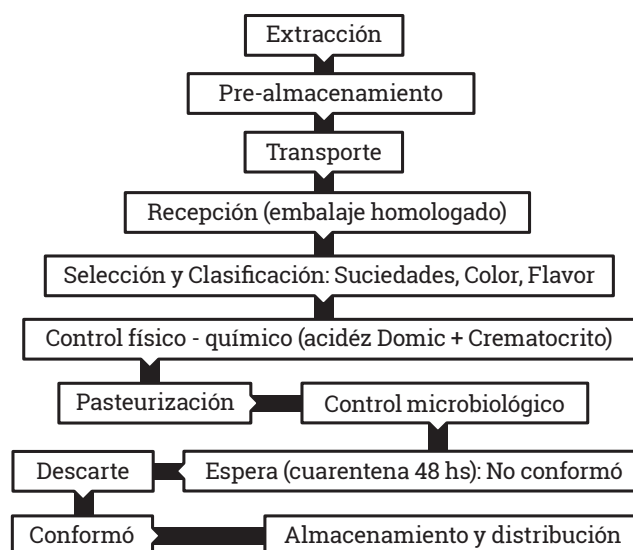 Extracción
Pre-almacenamiento
Transporte
Recepción (embalaje homologado)
Selección y Clasificación: Suciedades, Color, Flavor
Control físico - químico (acidéz Domic + Crematocrito)
Pasteurización
Control microbiológico
Descarte
Espera (cuarentena 48 hs): No conformó
Conformó
Almacenamiento y distribución